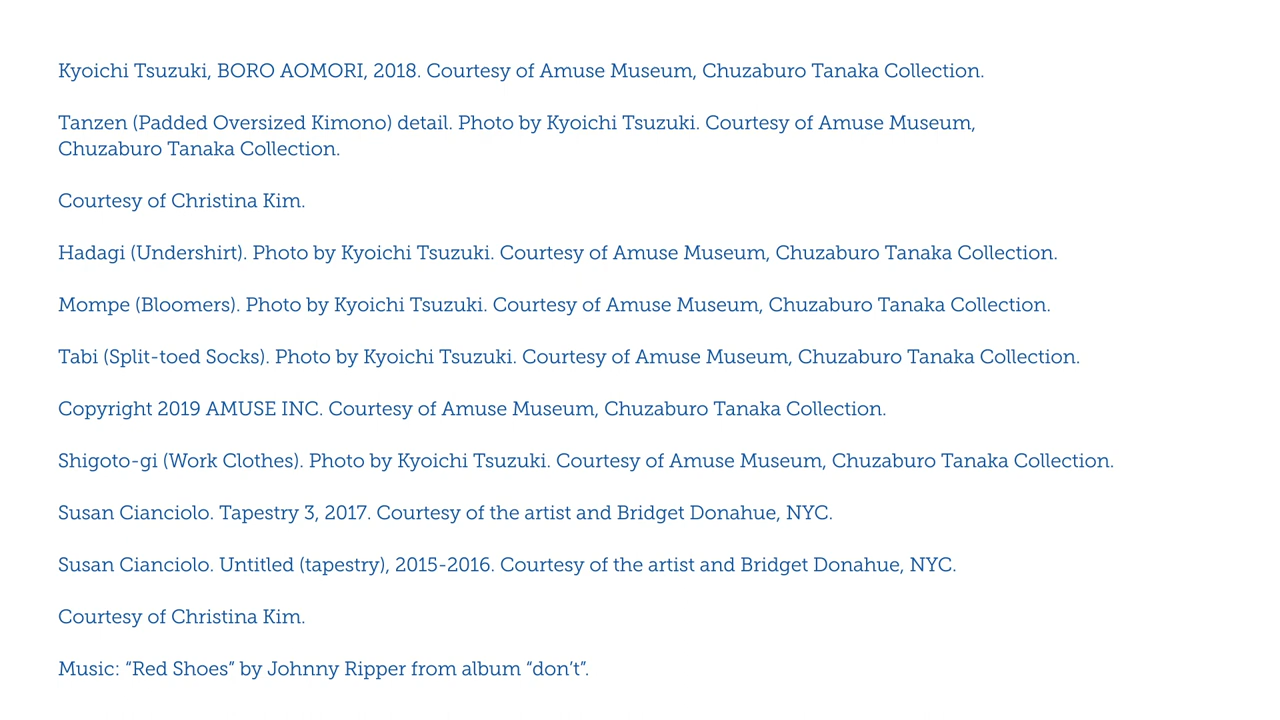 Kyoichi Tsuzuki, BORO AOMORI, 2018. Courtesy of Amuse Museum, Chuzaburo Tanaka Collection.
Tanzen (Padded Oversized Kimono) detail. Photo by Kyoichi Tsuzuki. Courtesy of Amuse Museum,
Chuzaburo Tanaka Collection.
Courtesy of Christina Kim.
Hadagi (Undershirt). Photo by Kyoichi Tsuzuki. Courtesy of Amuse Museum, Chuzaburo Tanaka Collection.
Mompe (Bloomers). Photo by Kyoichi Tsuzuki. Courtesy of Amuse Museum, Chuzaburo Tanaka Collection.
Tabi (Split-toed Socks). Photo by Kyoichi Tsuzuki. Courtesy of Amuse Museum, Chuzaburo Tanaka Collection.
Copyright 2019 AMUSE INC. Courtesy of Amuse Museum, Chuzaburo Tanaka Collection.
Shigoto-gi (Work Clothes). Photo by Kyoichi Tsuzuki. Courtesy of Amuse Museum, Chuzaburo Tanaka Collection.
Susan Cianciolo. Tapestry 3, 2017. Courtesy of the artist and Bridget Donahue, NYC.
Susan Cianciolo. Untitled (tapestry), 2015-2016. Courtesy of the artist and Bridget Donahue, NYC.
Courtesy of Christina Kim.
Music: “Red Shoes” by Johnny Ripper from album “don’t”.